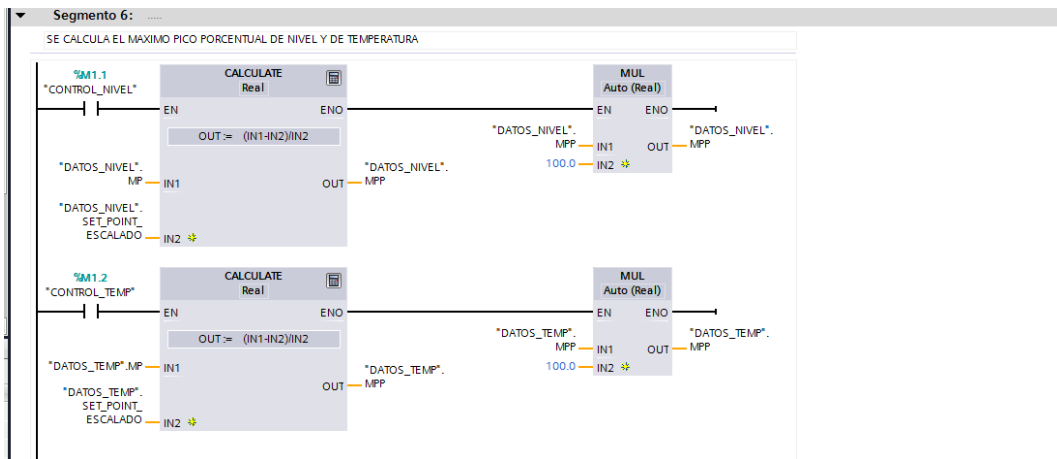 Segmento 6: .....
SE CALCULA EL MAXIMO PICO PORCENTUAL DE NIVEL Y DE TEMPERATURA
%M1.1
"CONTROL_NIVEL"
CALCULATE
Real
EN
ENO
OUT := (IN1-IN2)/IN2
"DATOS_NIVEL".
MP
IN1
"DATOS_NIVEL".
SET_POINT_
ESCALADO
IN2
OUT
"DATOS_NIVEL".
MPP
MUL
Auto (Real)
EN
ENO
"DATOS_NIVEL".
MPP
IN1
100.0
IN2
OUT
"DATOS_NIVEL".
MPP
%M1.2
"CONTROL_TEMP"
CALCULATE
Real
EN
ENO
OUT := (IN1-IN2)/IN2
"DATOS_TEMP".MP
IN1
"DATOS_TEMP".
SET_POINT_
ESCALADO
IN2
OUT
"DATOS_TEMP".
MPP
MUL
Auto (Real)
EN
ENO
"DATOS_TEMP".
MPP
IN1
100.0
IN2
OUT
"DATOS_TEMP".
MPP